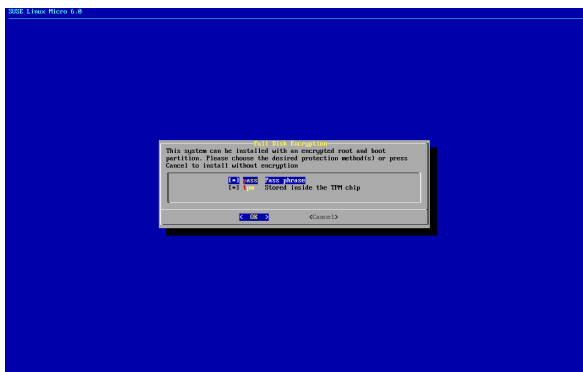 SUSE Linux Micro 6.0
Full Disk Encryption
This system can be installed with an encrypted root and boot
partition. Please choose the desired protection method(s) or press
Cancel to install without encryption
[*] pass Pass phrase
[*] tpm Stored inside the TPM chip
< OK > <Cancel>